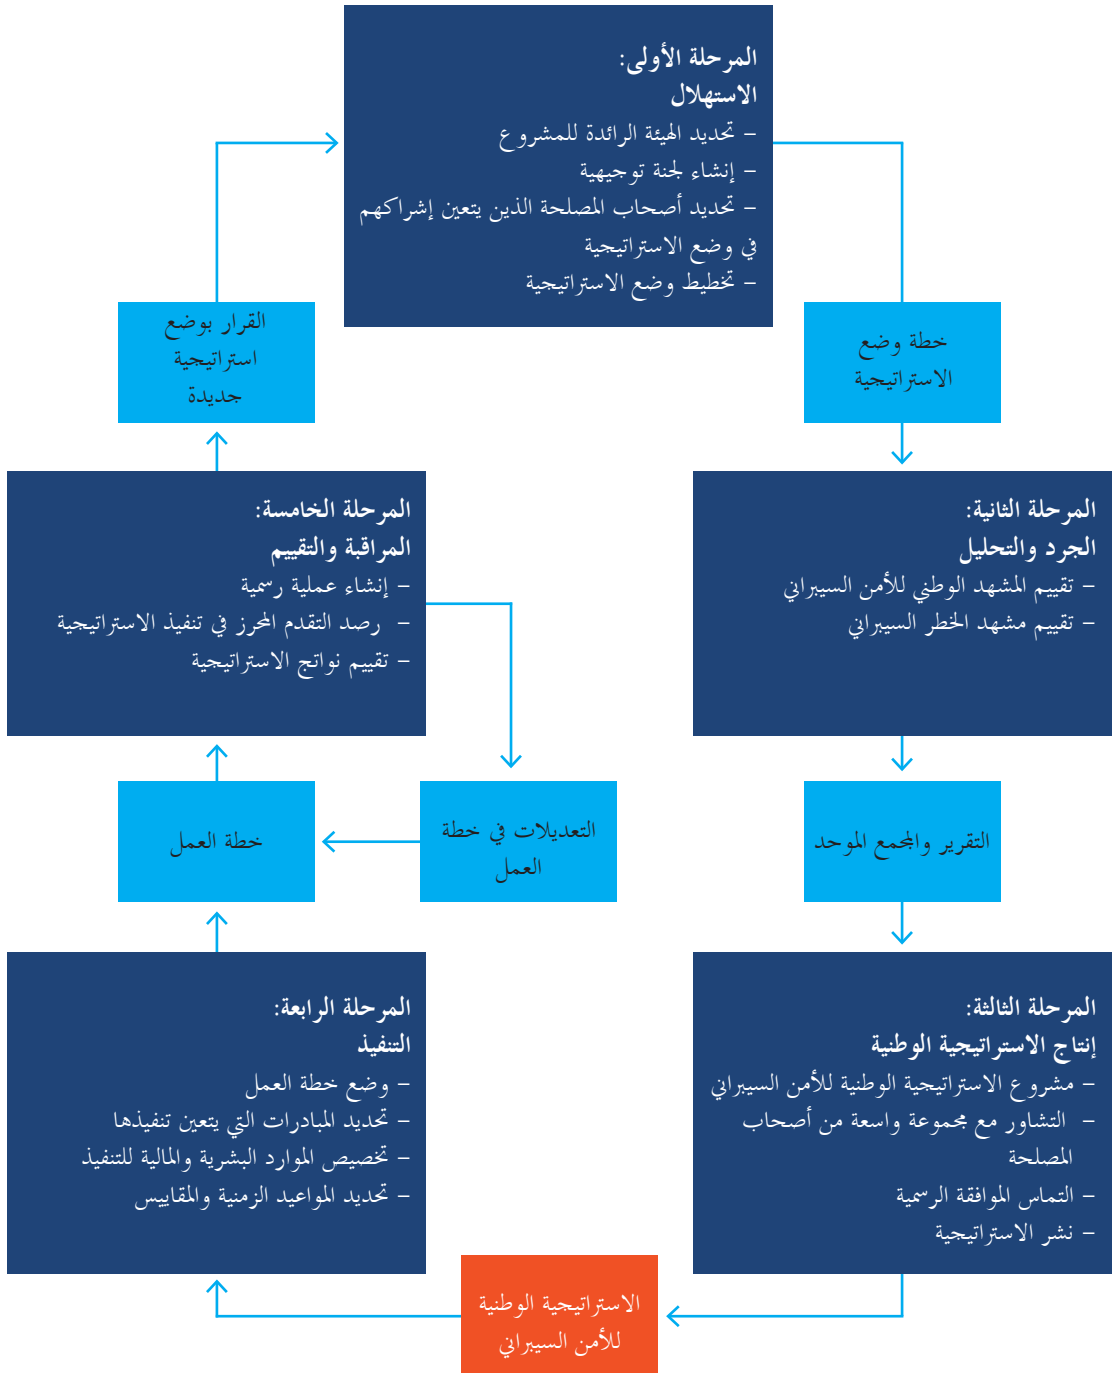 المرحلة الأولى:
الاستهلال
– تحديد الهيئة الرائدة للمشروع
– إنشاء لجنة توجيهية
– تحديد أصحاب المصلحة الذين يتعين إشراكهم
في وضع الاستراتيجية
– تخطيط وضع الاستراتيجية
خطة وضع
الاستراتيجية
المرحلة الثانية:
الجرد والتحليل
– تقييم المشهد الوطني للأمن السيبراني
– تقييم مشهد الخطر السيبراني
التقرير والمجمع الموحد
المرحلة الثالثة:
إنتاج الاستراتيجية الوطنية
– مشروع الاستراتيجية الوطنية للأمن السيبراني
– التشاور مع مجموعة واسعة من أصحاب
المصلحة
– التماس الموافقة الرسمية
– نشر الاستراتيجية
الاستراتيجية الوطنية
للأمن السيبراني
المرحلة الرابعة:
التنفيذ
– وضع خطة العمل
– تحديد المبادرات التي يتعين تنفيذها
– تخصيص الموارد البشرية والمالية للتنفيذ
– تحديد المواعيد الزمنية والمقاييس
خطة العمل
المرحلة الخامسة:
المراقبة والتقييم
– إنشاء عملية رسمية
– رصد التقدم المحرز في تنفيذ الاستراتيجية
– تقييم نواتج الاستراتيجية
التعديلات في خطة
العمل
القرار بوضع
استراتيجية
جديدة